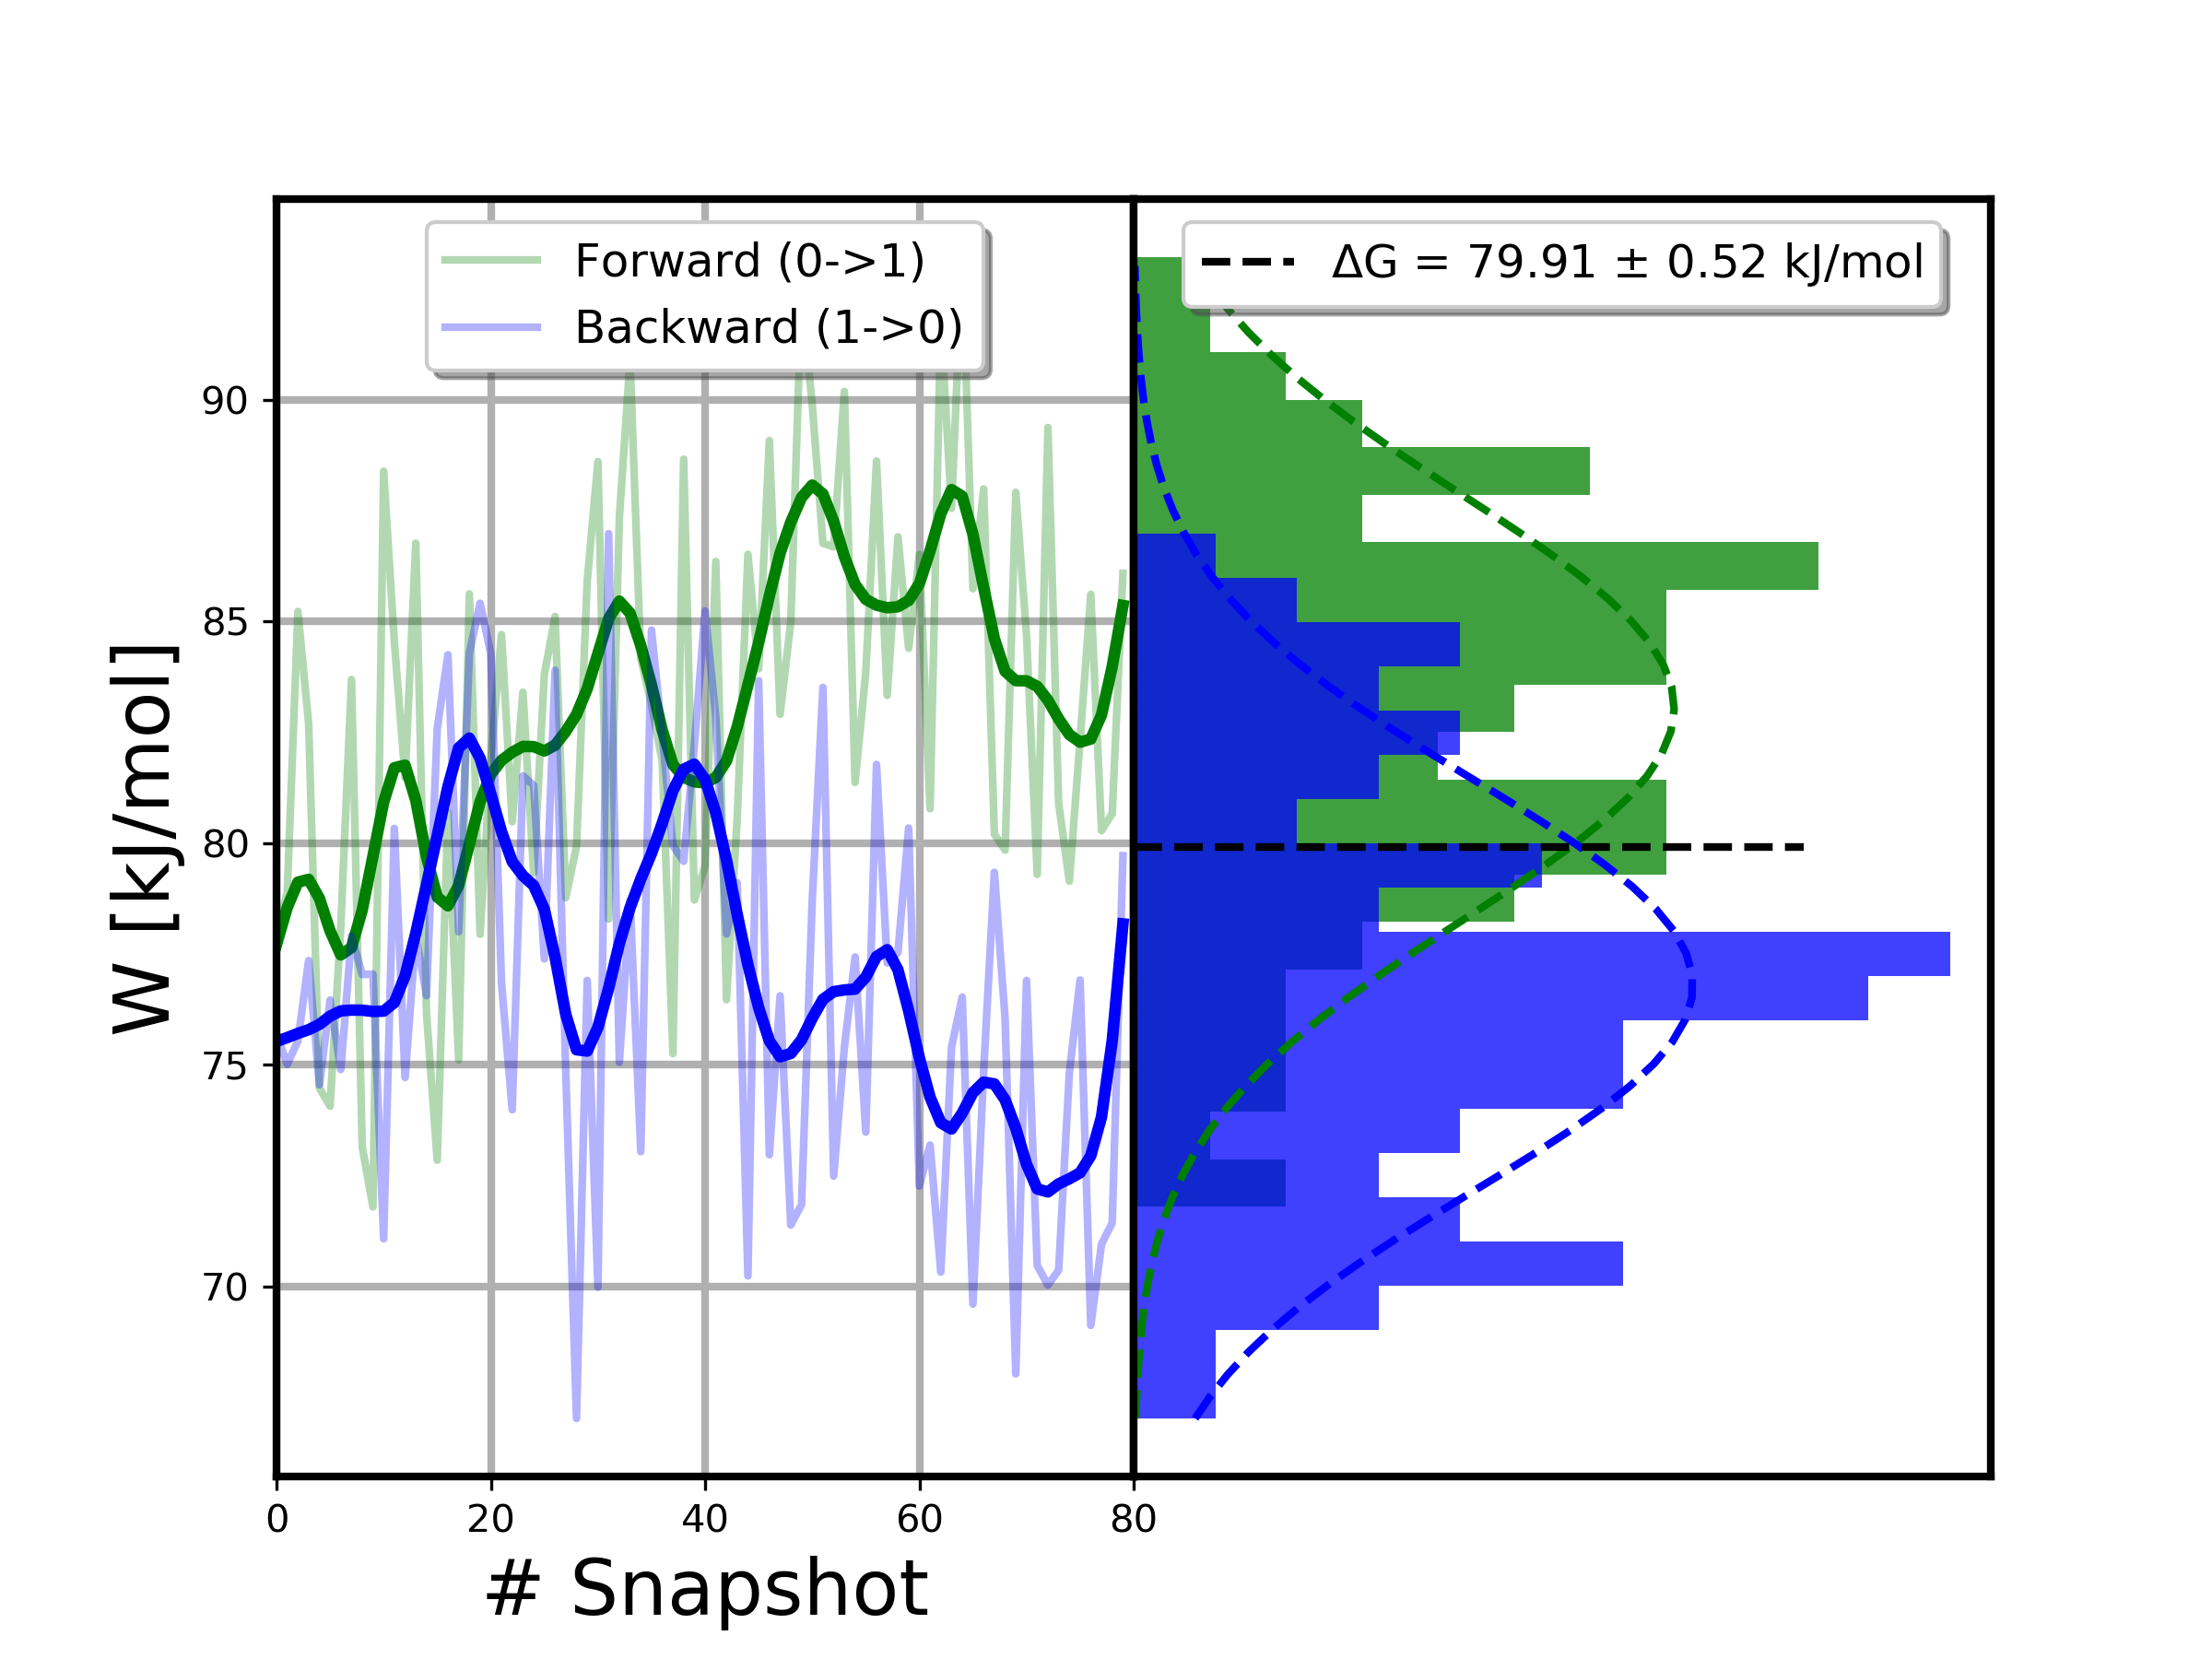 Forward (0->1)
Backward (1->0)
ΔG = 79.91 ± 0.52 kJ/mol
W [kJ/mol]
90
85
80
75
70
0 20 40 60 80
# Snapshot